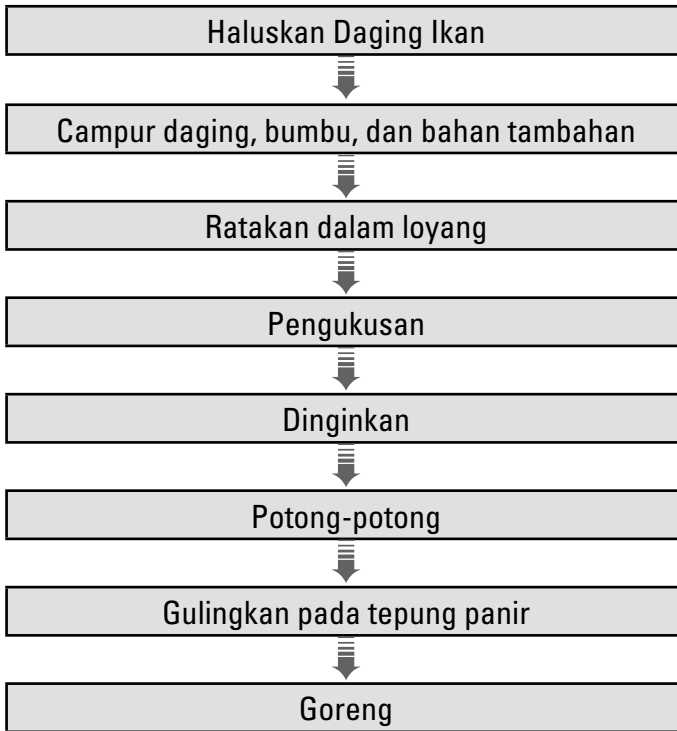 Haluskan Daging Ikan
Campur daging, bumbu, dan bahan tambahan
Ratakan dalam loyang
Pengukusan
Dinginkan
Potong-potong
Gulingkan pada tepung panir
Goreng